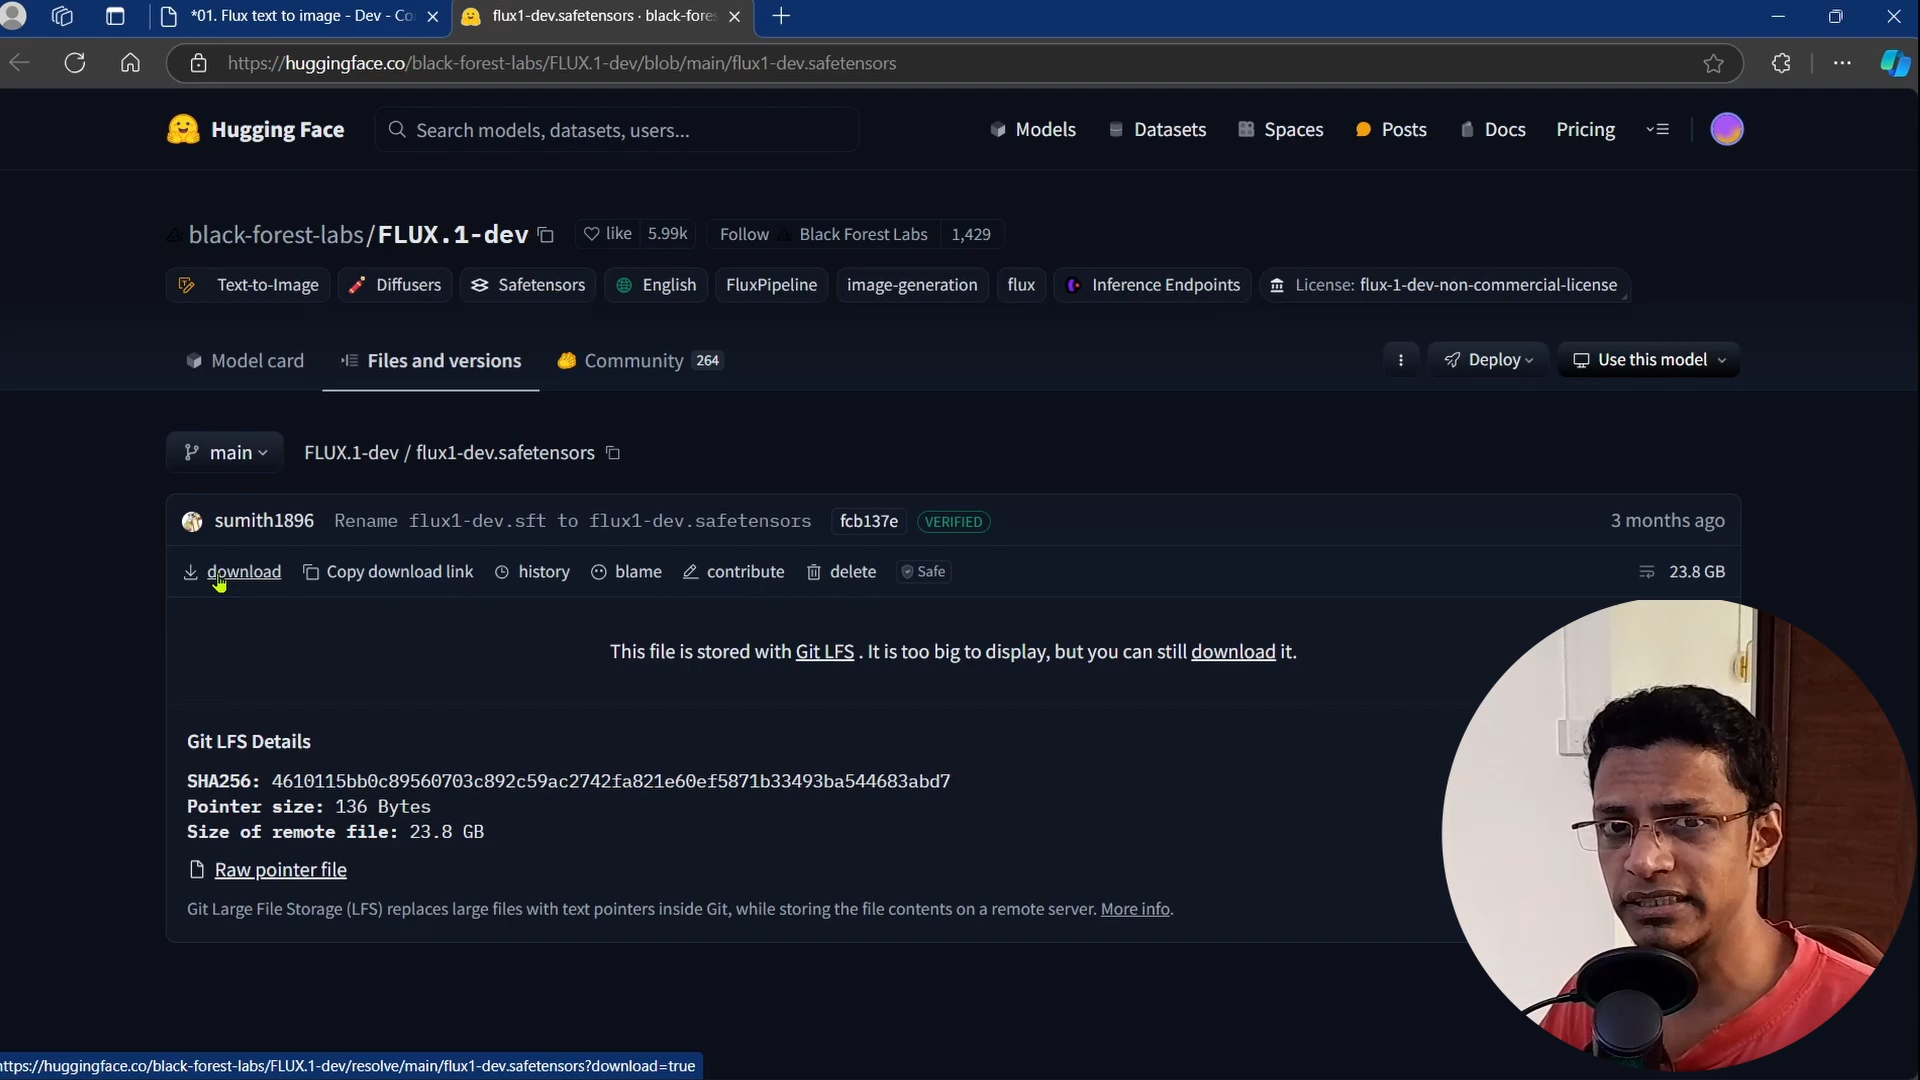 *01. Flux text to image - Dev - Co
flux1-dev.safetensors · black-fores
https://huggingface.co/black-forest-labs/FLUX.1-dev/blob/main/flux1-dev.safetensors
Hugging Face
Search models, datasets, users...
Models
Datasets
Spaces
Posts
Docs
Pricing
black-forest-labs/FLUX.1-dev
like 5.99k
Follow Black Forest Labs 1,429
Text-to-Image
Diffusers
Safetensors
English
FluxPipeline
image-generation
flux
Inference Endpoints
License: flux-1-dev-non-commercial-license
Model card
Files and versions
Community 264
Deploy
Use this model
main
FLUX.1-dev / flux1-dev.safetensors
sumith1896 Rename flux1-dev.sft to flux1-dev.safetensors fcb137e VERIFIED 3 months ago
download Copy download link history blame contribute delete Safe 23.8 GB
This file is stored with Git LFS . It is too big to display, but you can still download it.
Git LFS Details
SHA256: 4610115bb0c89560703c892c59ac2742fa821e60ef5871b33493ba544683abd7
Pointer size: 136 Bytes
Size of remote file: 23.8 GB
Raw pointer file
Git Large File Storage (LFS) replaces large files with text pointers inside Git, while storing the file contents on a remote server. More info.
https://huggingface.co/black-forest-labs/FLUX.1-dev/resolve/main/flux1-dev.safetensors?download=true